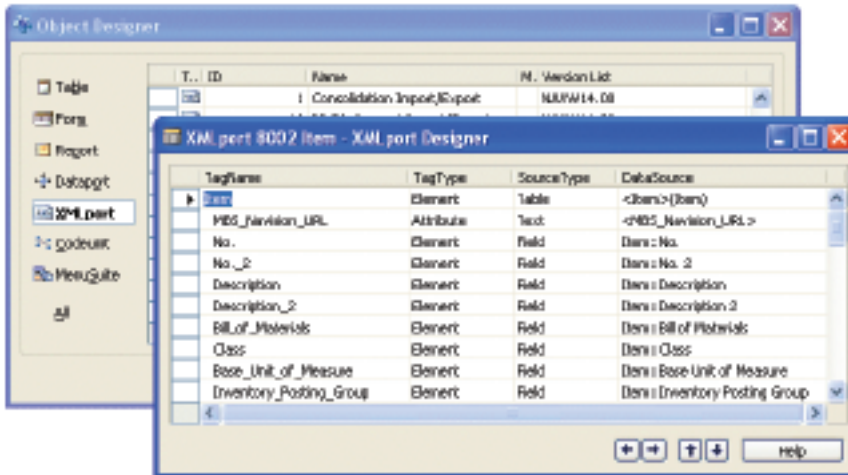 Object Designer
T.. ID Name M. Version List
Table
1 Consolidation Import/Export NAVW14.00
Form
Report
Dataport
XMLport
Codeunit
MenuSuite
All
XMLport 8002 Item - XMLport Designer
TagName TagType SourceType DataSource
Item Element Table <Item>(Item)
MBS_Navision_URL Attribute Text <MBS_Navision_URL>
No. Element Field Item::No.
No._2 Element Field Item::No. 2
Description Element Field Item::Description
Description_2 Element Field Item::Description 2
Bill_of_Materials Element Field Item::Bill of Materials
Class Element Field Item::Class
Base_Unit_of_Measure Element Field Item::Base Unit of Measure
Inventory_Posting_Group Element Field Item::Inventory Posting Group
Help